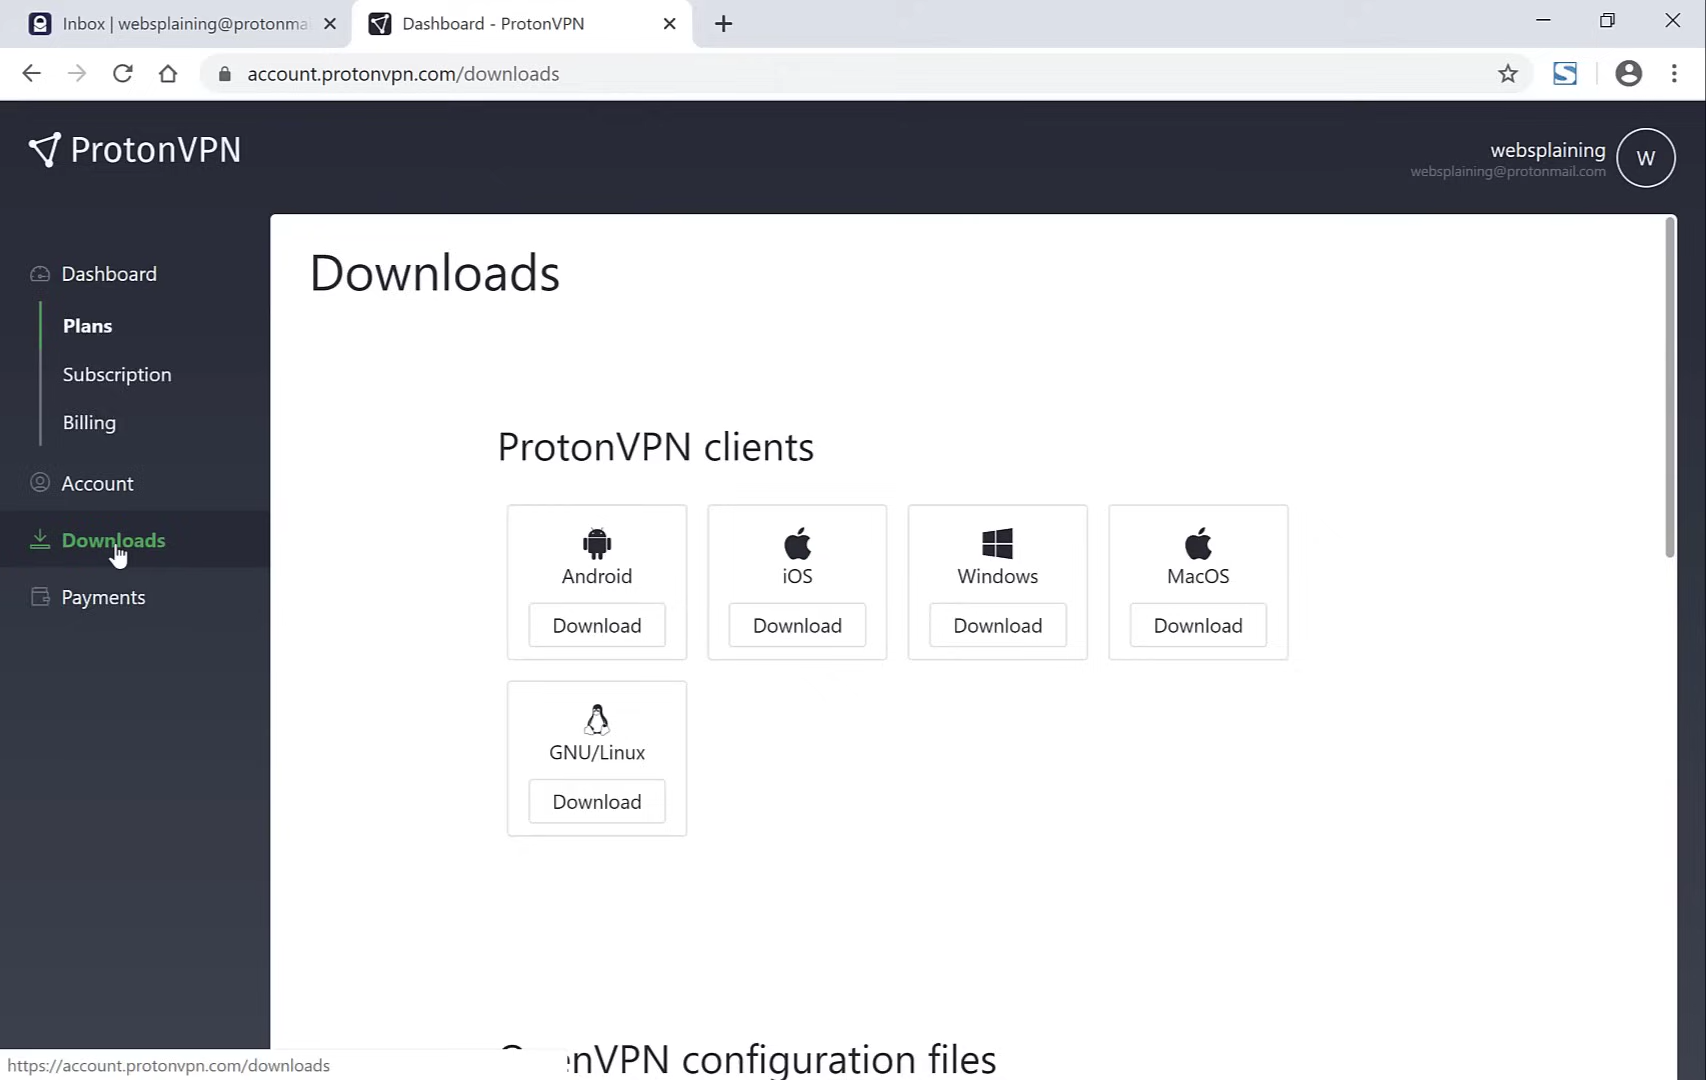 Inbox | websplaining@protonma
Dashboard - ProtonVPN
account.protonvpn.com/downloads
ProtonVPN
websplaining
websplaining@protonmail.com
W
Dashboard
Plans
Subscription
Billing
Account
Downloads
Payments
Downloads
ProtonVPN clients
Android
Download
iOS
Download
Windows
Download
MacOS
Download
GNU/Linux
Download
enVPN configuration files
https://account.protonvpn.com/downloads